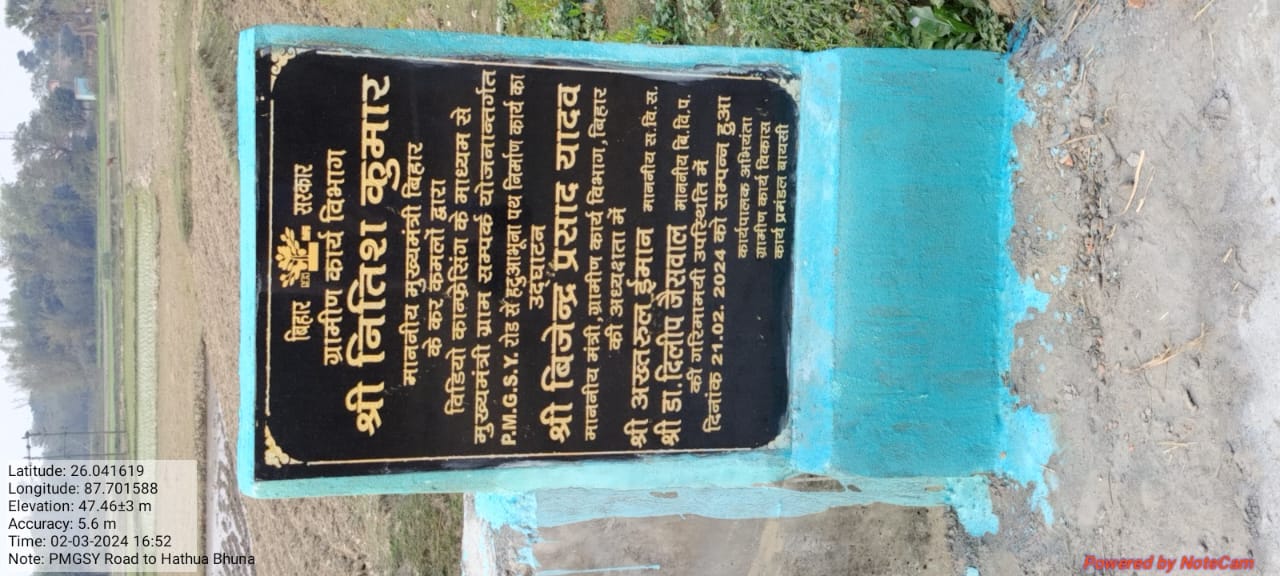 बिहार सरकार
ग्रामीण कार्य विभाग
श्री नितिश कुमार
माननीय मुख्यमंत्री बिहार
के कर कमलों द्वारा
विडियो कान्फ्रेसिंग के माध्यम से
मुख्यमंत्री ग्राम सम्पर्क योजनान्तर्गत
P.M.G.S.Y. रोड से हटुआभूना पथ निर्माण कार्य का
उद्घाटन
श्री बिजेन्द्र प्रसाद यादव
माननीय मंत्री,ग्रामीण कार्य विभाग,बिहार
की अध्यक्षता में
श्री अख्तरुल ईमान माननीय स.वि.स.
श्री डा.दिलीप जैसवाल माननीय बि.वि.प.
की गरिमामयी उपस्थिति में
दिनांक 21.02. 2024 को सम्पन्न हुआ
कार्यपालक अभियंता
ग्रामीण कार्य विकास
कार्य प्रमंडल बायसी
Latitude: 26.041619
Longitude: 87.701588
Elevation: 47.46±3 m
Accuracy: 5.6 m
Time: 02-03-2024 16:52
Note: PMGSY Road to Hathua Bhuna
Powered by NoteCam